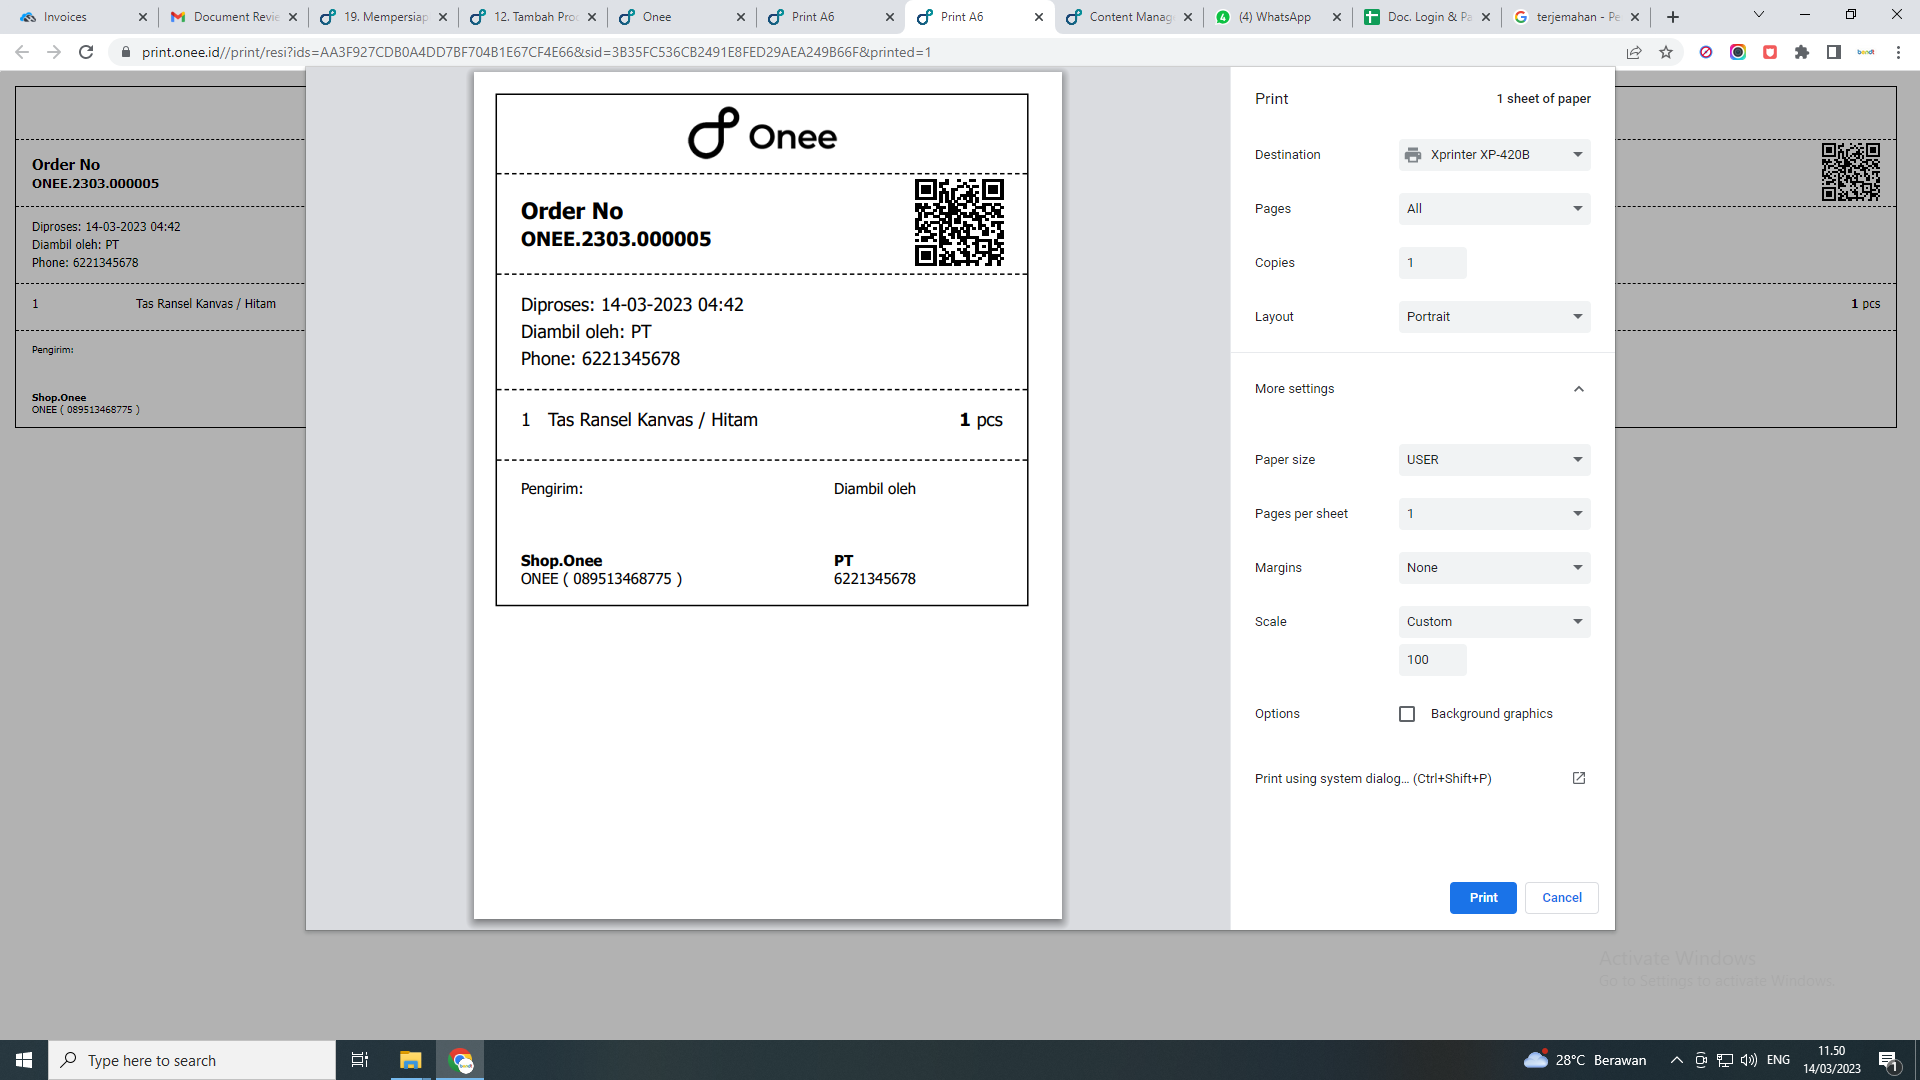 Invoices
Document Revie
19. Mempersiap
12. Tambah Proc
Onee
Print A6
Print A6
Content Manag
(4) WhatsApp
Doc. Login & Pa
terjemahan - Pe
print.onee.id//print/resi?ids=AA3F927CDB0A4DD7BF704B1E67CF4E66&sid=3B35FC536CB2491E8FED29AEA249B66F&printed=1
Order No
ONEE.2303.000005
Diproses: 14-03-2023 04:42
Diambil oleh: PT
Phone: 6221345678
1 Tas Ransel Kanvas / Hitam
1 pcs
Pengirim:
Shop.Onee
ONEE ( 089513468775 )
Onee
Order No
ONEE.2303.000005
Diproses: 14-03-2023 04:42
Diambil oleh: PT
Phone: 6221345678
1 Tas Ransel Kanvas / Hitam 1 pcs
Pengirim: Diambil oleh
Shop.Onee PT
ONEE ( 089513468775 ) 6221345678
Print 1 sheet of paper
Destination Xprinter XP-420B
Pages All
Copies 1
Layout Portrait
More settings
Paper size USER
Pages per sheet 1
Margins None
Scale Custom
100
Options Background graphics
Print using system dialog... (Ctrl+Shift+P)
Print Cancel
Activate Windows
Go to Settings to activate Windows.
Type here to search
28°C Berawan
ENG
11.50
14/03/2023
1